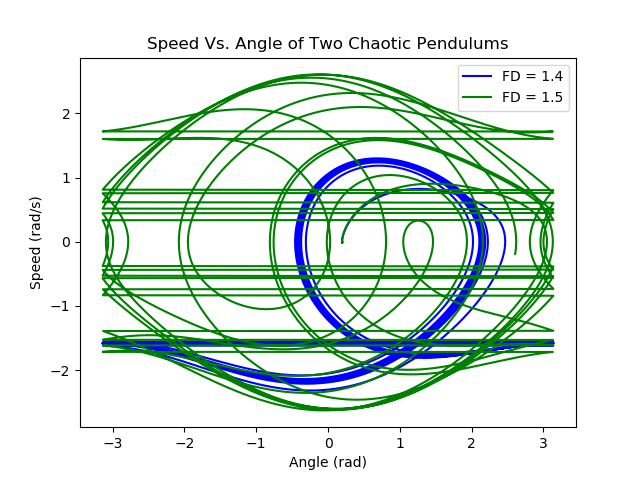 Speed Vs. Angle of Two Chaotic Pendulums
FD = 1.4
FD = 1.5
Speed (rad/s)
2
1
0
−1
−2
−3 −2 −1 0 1 2 3
Angle (rad)